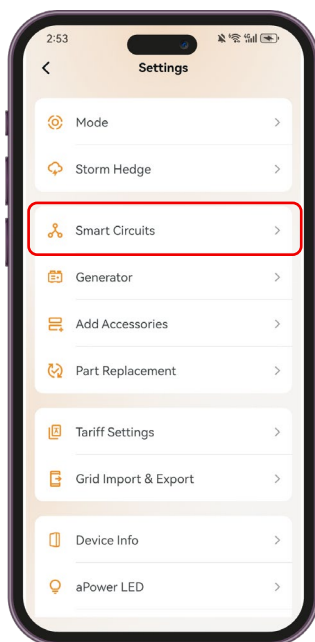 2:53
Settings
Mode
Storm Hedge
Smart Circuits
Generator
Add Accessories
Part Replacement
Tariff Settings
Grid Import & Export
Device Info
aPower LED